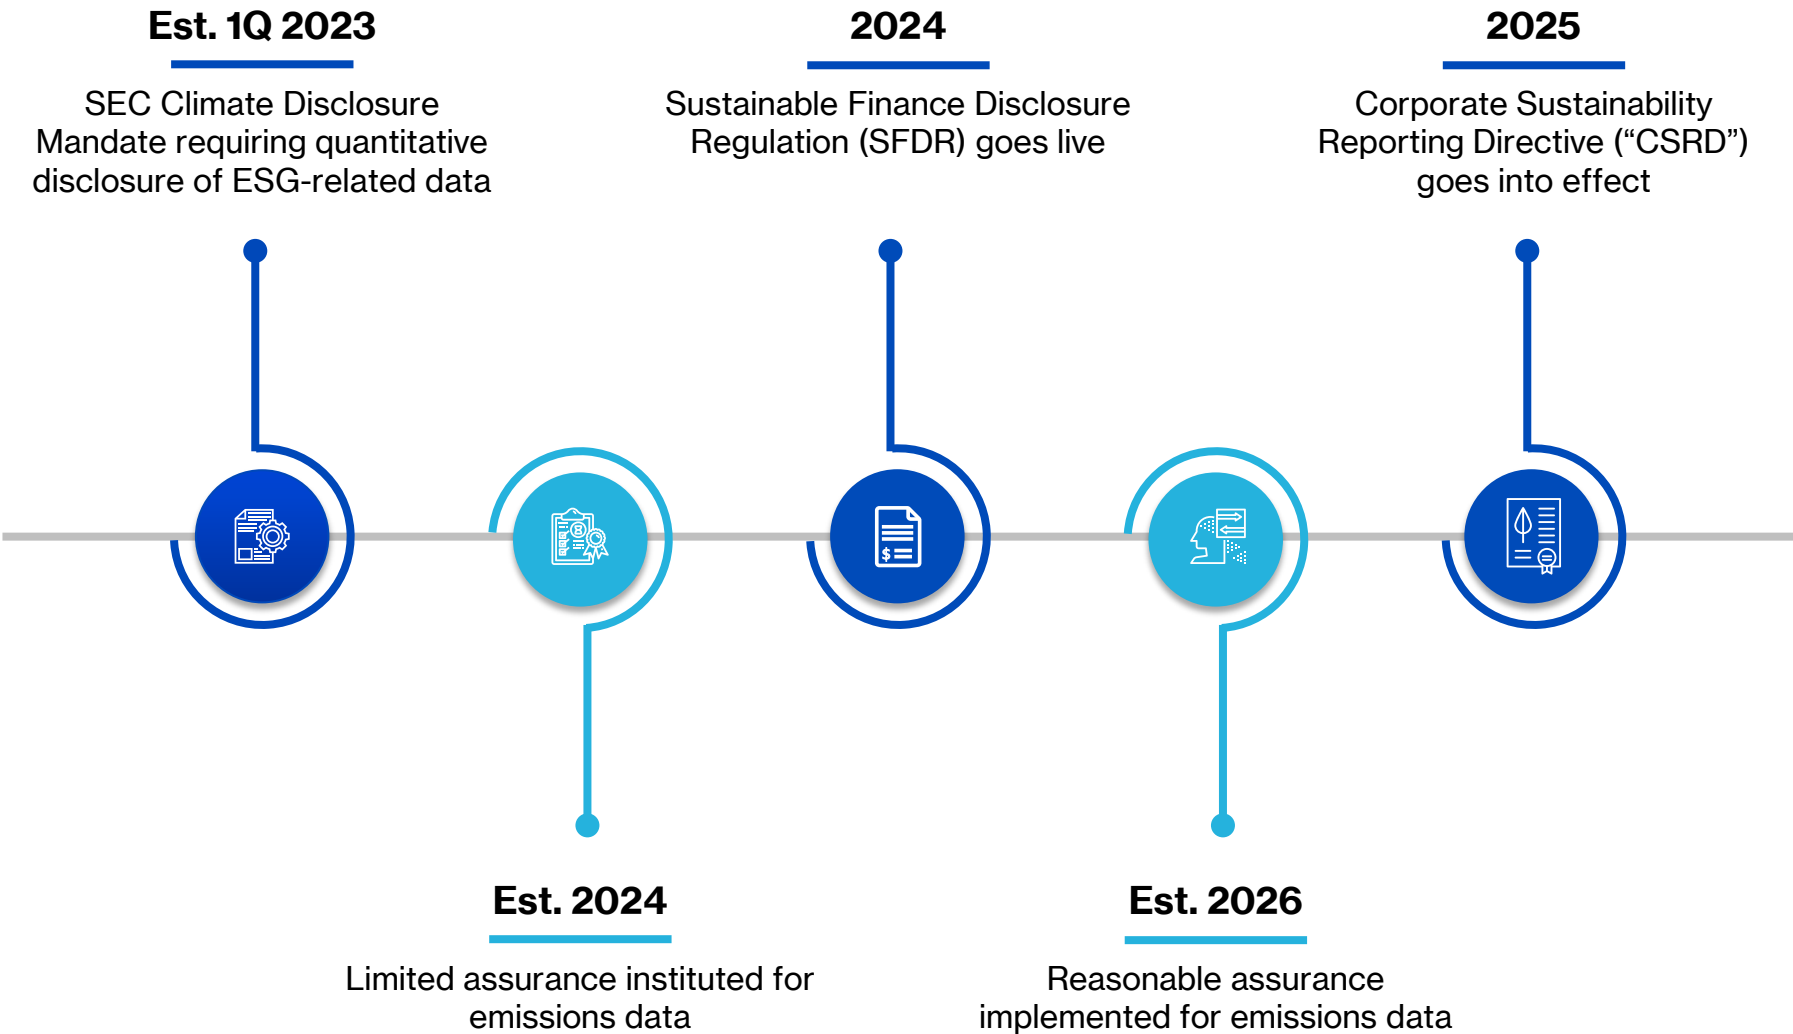 Est. 1Q 2023
SEC Climate Disclosure
Mandate requiring quantitative
disclosure of ESG-related data
2024
Sustainable Finance Disclosure
Regulation (SFDR) goes live
2025
Corporate Sustainability
Reporting Directive (“CSRD”)
goes into effect
$
Est. 2024
Limited assurance instituted for
emissions data
Est. 2026
Reasonable assurance
implemented for emissions data